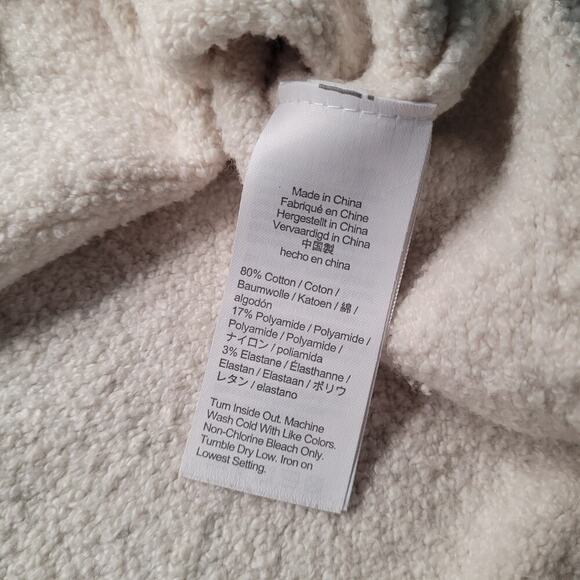 Made in China
Fabriqué en Chine
Hergestellt in China
Vervaardigd in China
中国製
hecho en china
80% Cotton / Coton /
Baumwolle / Katoen / 綿 /
algodón
17% Polyamide / Polyamide /
Polyamide / Polyamide /
ナイロン / poliamida
3% Elastane / Élasthanne /
Elastan / Elastaan / ポリウ
レタン / elastano
Turn Inside Out. Machine
Wash Cold With Like Colors.
Non-Chlorine Bleach Only.
Tumble Dry Low. Iron on
Lowest Setting.